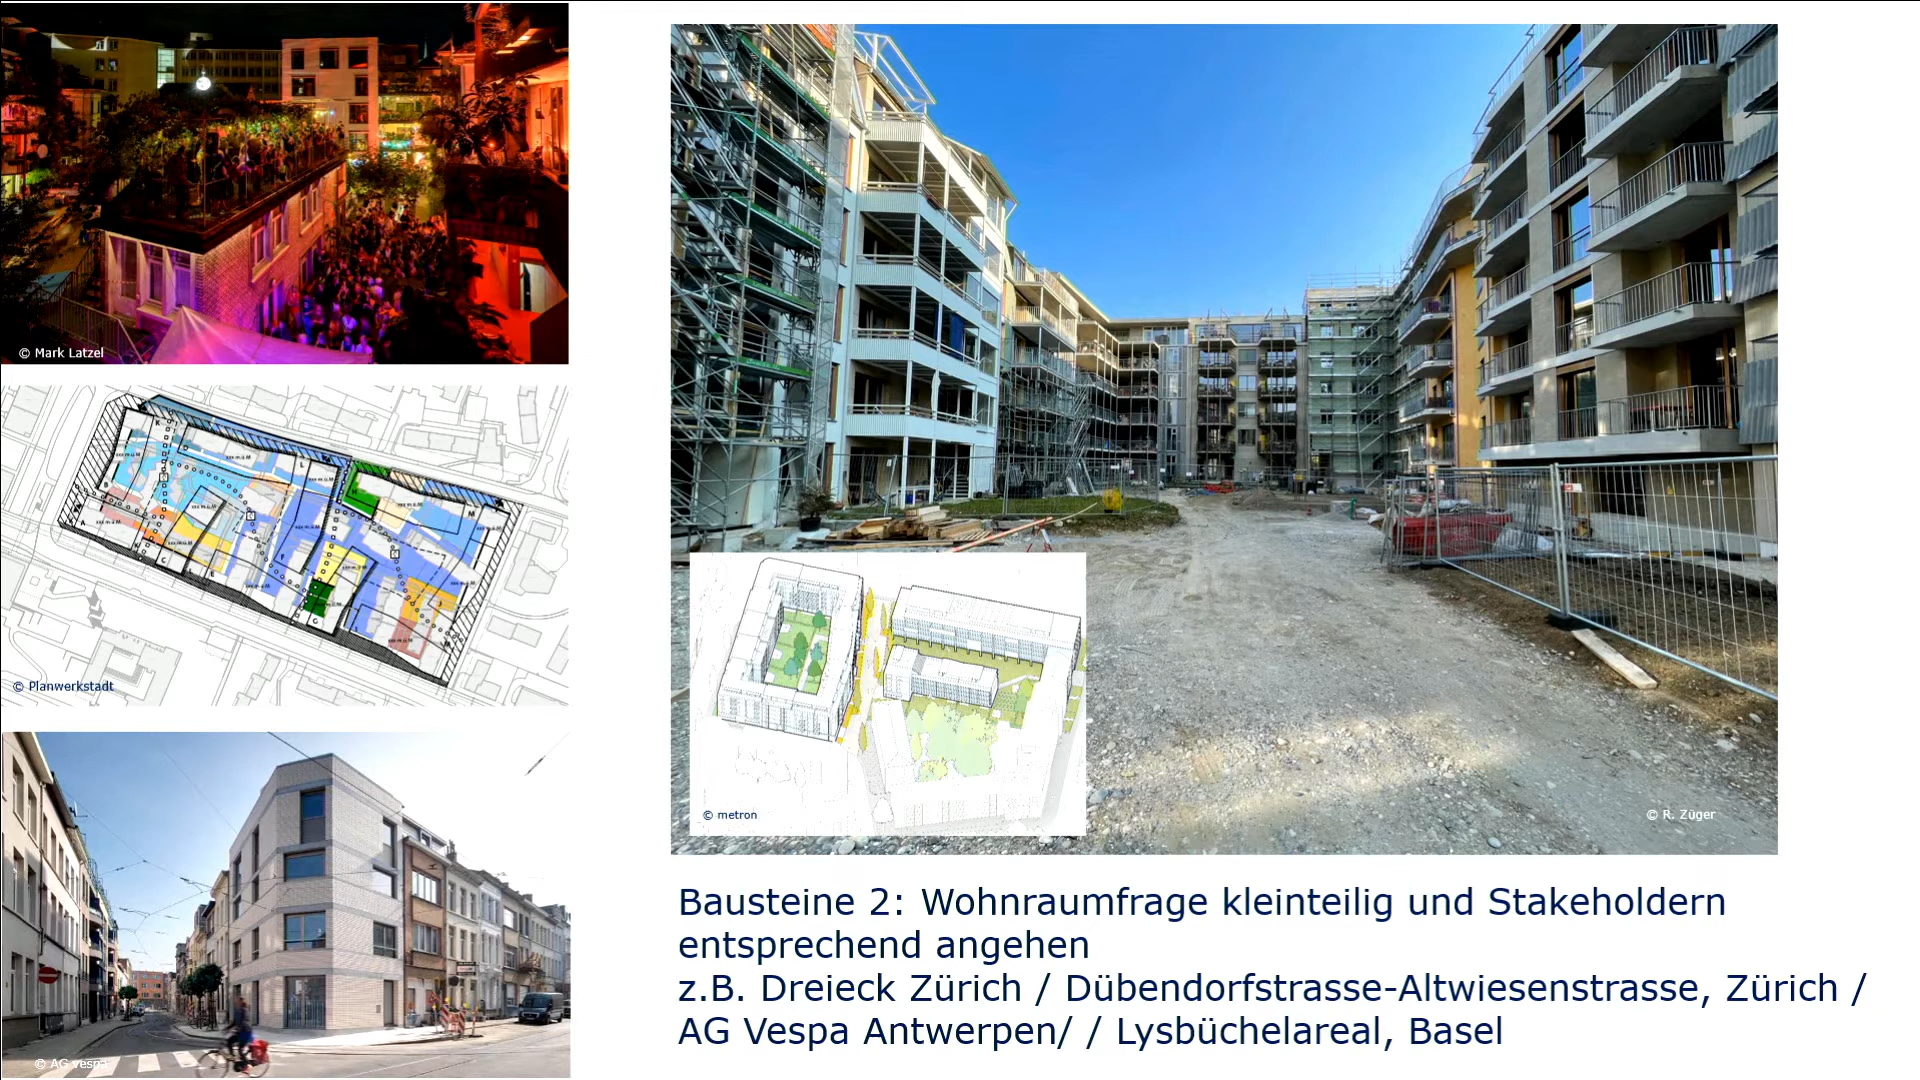 © Mark Latzel
© Planwerkstadt
© AG vespa
© metron
© R. Züger
Bausteine 2: Wohnraumfrage kleinteilig und Stakeholdern
entsprechend angehen
z.B. Dreieck Zürich / Dübendorfstrasse-Altwiesenstrasse, Zürich /
AG Vespa Antwerpen/ / Lysbüchelareal, Basel